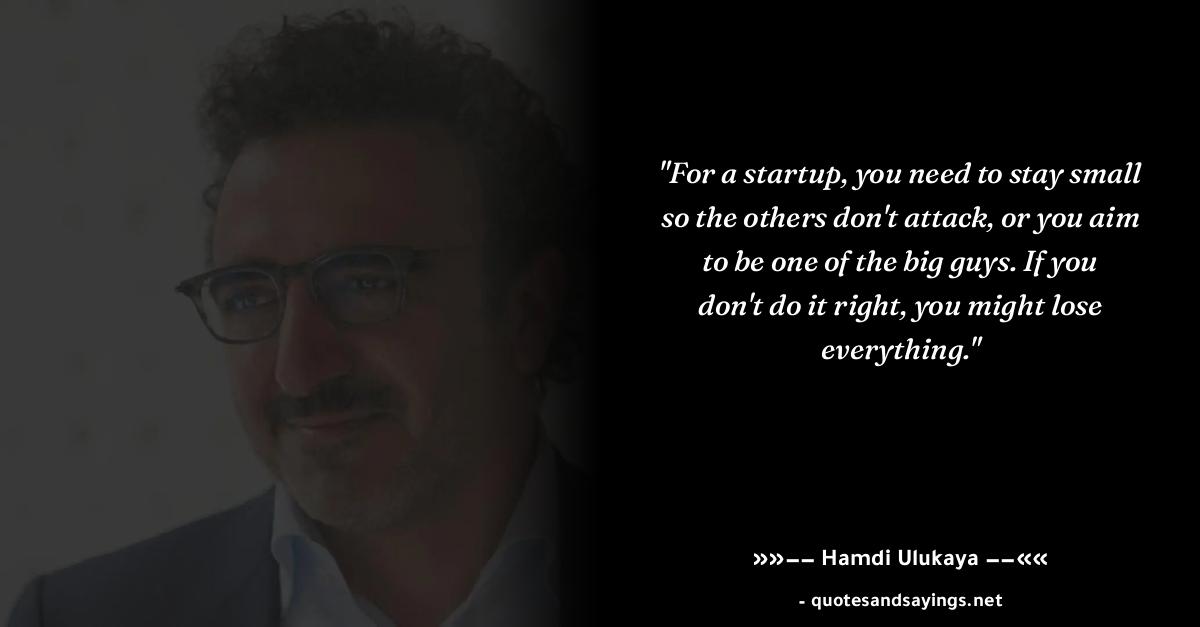 "For a startup, you need to stay small
so the others don't attack, or you aim
to be one of the big guys. If you
don't do it right, you might lose
everything."
»»−− Hamdi Ulukaya −−««
- quotesandsayings.net